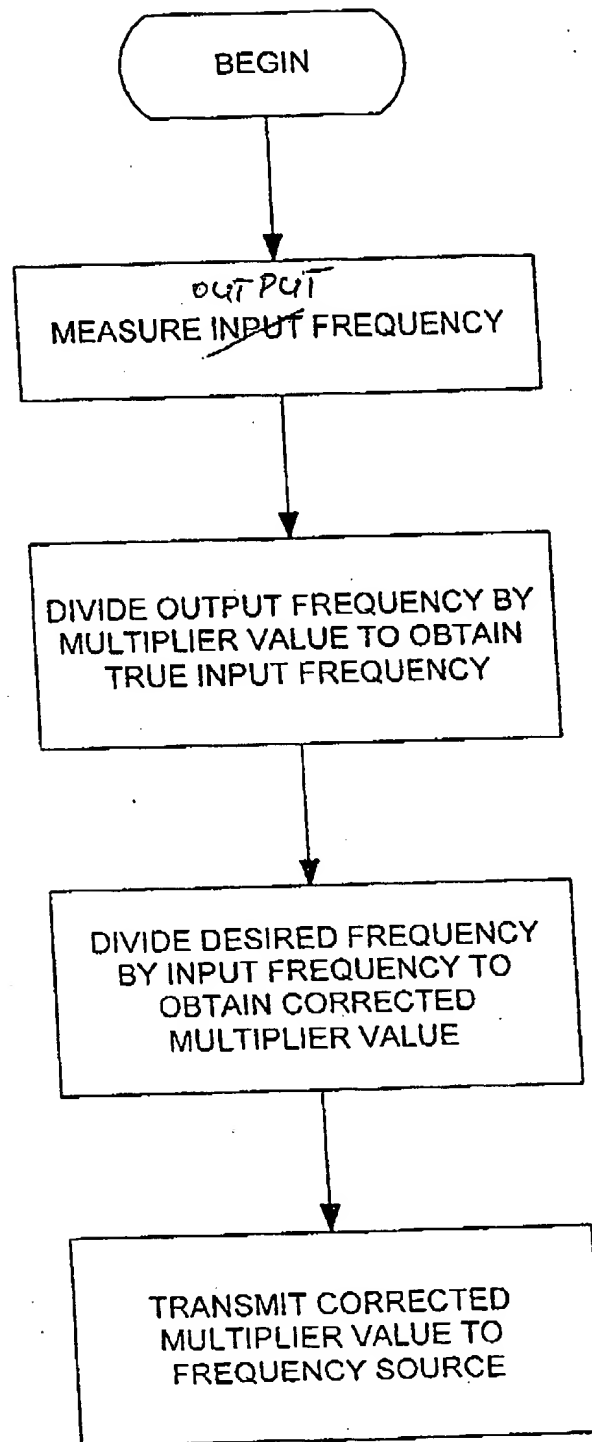 BEGIN
OUTPUT
MEASURE INPUT FREQUENCY
DIVIDE OUTPUT FREQUENCY BY
MULTIPLIER VALUE TO OBTAIN
TRUE INPUT FREQUENCY
DIVIDE DESIRED FREQUENCY
BY INPUT FREQUENCY TO
OBTAIN CORRECTED
MULTIPLIER VALUE
TRANSMIT CORRECTED
MULTIPLIER VALUE TO
FREQUENCY SOURCE